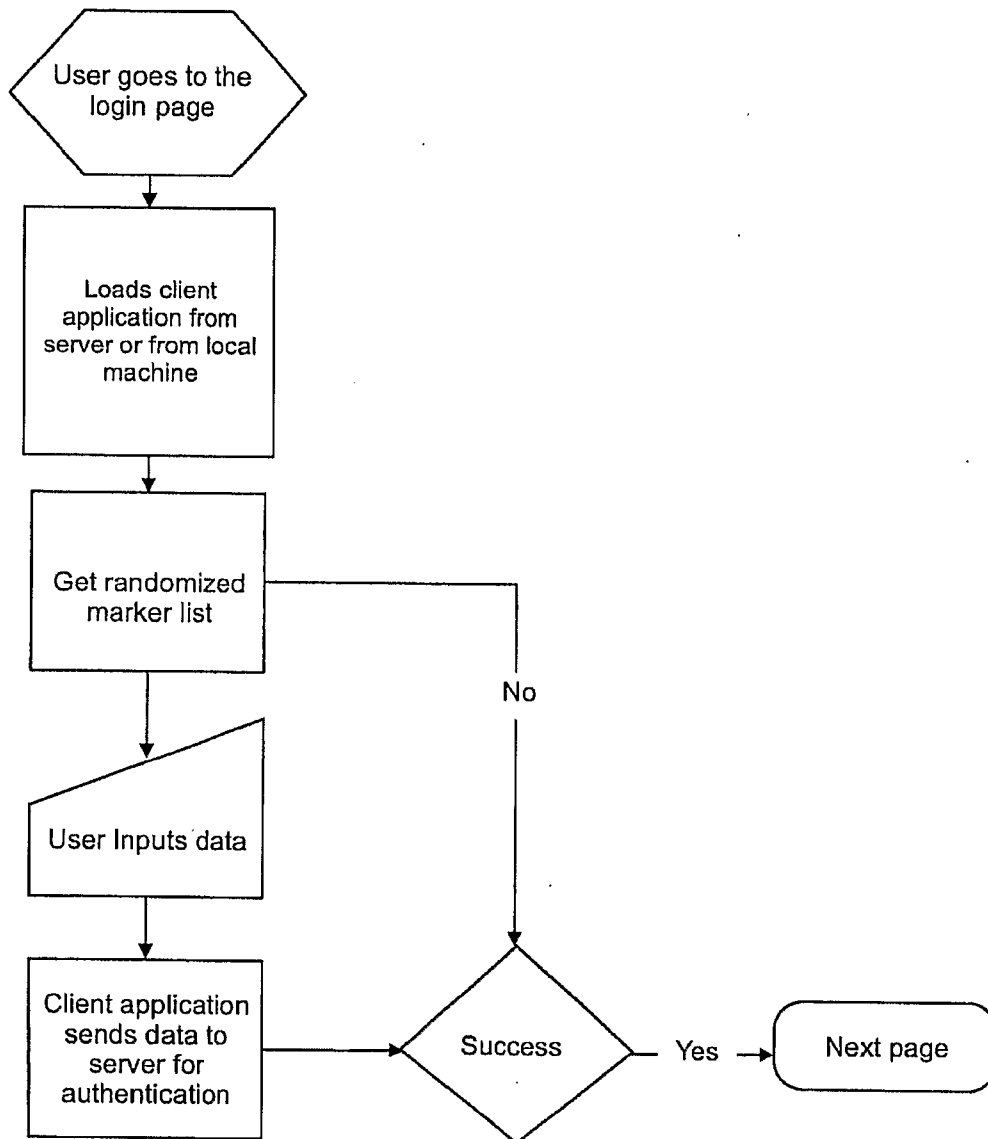 User goes to the
login page
Loads client
application from
server or from local
machine
Get randomized
marker list
No
User Inputs data
Client application
sends data to
server for
authentication
Success
Yes
Next page